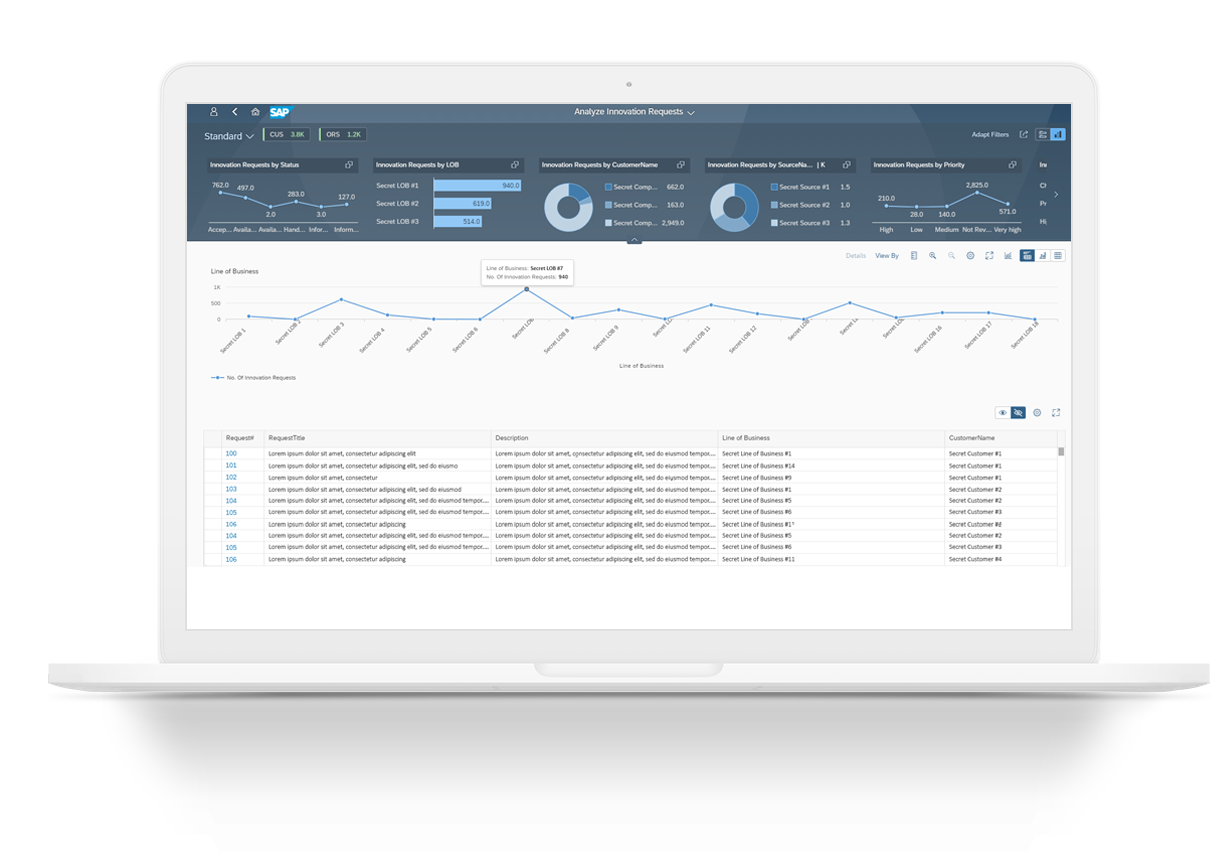 SAP
Analyze Innovation Requests
Standard
CUS 3.8K
ORS 1.2K
Adapt Filters
Innovation Requests by Status
762.0
497.0
2.0
283.0
3.0
127.0
Accep... Availa... Availa... Hand... Infor... Inform...
Innovation Requests by LOB
Secret LOB #1 940.0
Secret LOB #2 619.0
Secret LOB #3 514.0
Innovation Requests by CustomerName
Secret Comp... 662.0
Secret Comp... 163.0
Secret Comp... 2,949.0
Innovation Requests by SourceNa... | K
Secret Source #1 1.5
Secret Source #2 1.0
Secret Source #3 1.3
Innovation Requests by Priority
210.0
28.0
140.0
2,825.0
571.0
High Low Medium Not Rev... Very high
Details View By
Line of Business
Line of Business: Secret LOB #7
No. Of Innovation Requests: 940
1K
500
0
Secret LOB 1
Secret LOB 2
Secret LOB 3
Secret LOB 4
Secret LOB 5
Secret LOB 6
Secret LOB 8
Secret LOB 9
Secret LOB 11
Secret LOB 12
Secret LOB 16
Secret LOB 17
Secret LOB 18
Line of Business
No. Of Innovation Requests
Request# RequestTitle Description Line of Business CustomerName
100 Lorem ipsum dolor sit amet, consectetur adipiscing elit Lorem ipsum dolor sit amet, consectetur adipiscing elit, sed do eiusmod tempor.... Secret Line of Business #1 Secret Customer #1
101 Lorem ipsum dolor sit amet, consectetur adipiscing elit, sed do eiusmo Lorem ipsum dolor sit amet, consectetur adipiscing elit, sed do eiusmod tempor.... Secret Line of Business #14 Secret Customer #1
102 Lorem ipsum dolor sit amet, consectetur Lorem ipsum dolor sit amet, consectetur adipiscing elit, sed do eiusmod tempor.... Secret Line of Business #9 Secret Customer #1
103 Lorem ipsum dolor sit amet, consectetur adipiscing elit, sed do eiusmod Lorem ipsum dolor sit amet, consectetur adipiscing elit, sed do eiusmod tempor.... Secret Line of Business #1 Secret Customer #2
104 Lorem ipsum dolor sit amet, consectetur adipiscing elit, sed do eiusmod tempor.... Lorem ipsum dolor sit amet, consectetur adipiscing elit, sed do eiusmod tempor.... Secret Line of Business #5 Secret Customer #2
105 Lorem ipsum dolor sit amet, consectetur adipiscing elit, sed do eiusmod tempor.... Lorem ipsum dolor sit amet, consectetur adipiscing elit, sed do eiusmod tempor.... Secret Line of Business #6 Secret Customer #3
106 Lorem ipsum dolor sit amet, consectetur adipiscing Lorem ipsum dolor sit amet, consectetur adipiscing elit, sed do eiusmod tempor.... Secret Line of Business Secret Customer
104 Lorem ipsum dolor sit amet, consectetur adipiscing elit, sed do eiusmod tempor.... Lorem ipsum dolor sit amet, consectetur adipiscing elit, sed do eiusmod tempor.... Secret Line of Business #5 Secret Customer #2
105 Lorem ipsum dolor sit amet, consectetur adipiscing elit, sed do eiusmod tempor.... Lorem ipsum dolor sit amet, consectetur adipiscing elit, sed do eiusmod tempor.... Secret Line of Business #6 Secret Customer #3
106 Lorem ipsum dolor sit amet, consectetur adipiscing Lorem ipsum dolor sit amet, consectetur adipiscing elit, sed do eiusmod tempor.... Secret Line of Business #11 Secret Customer #4